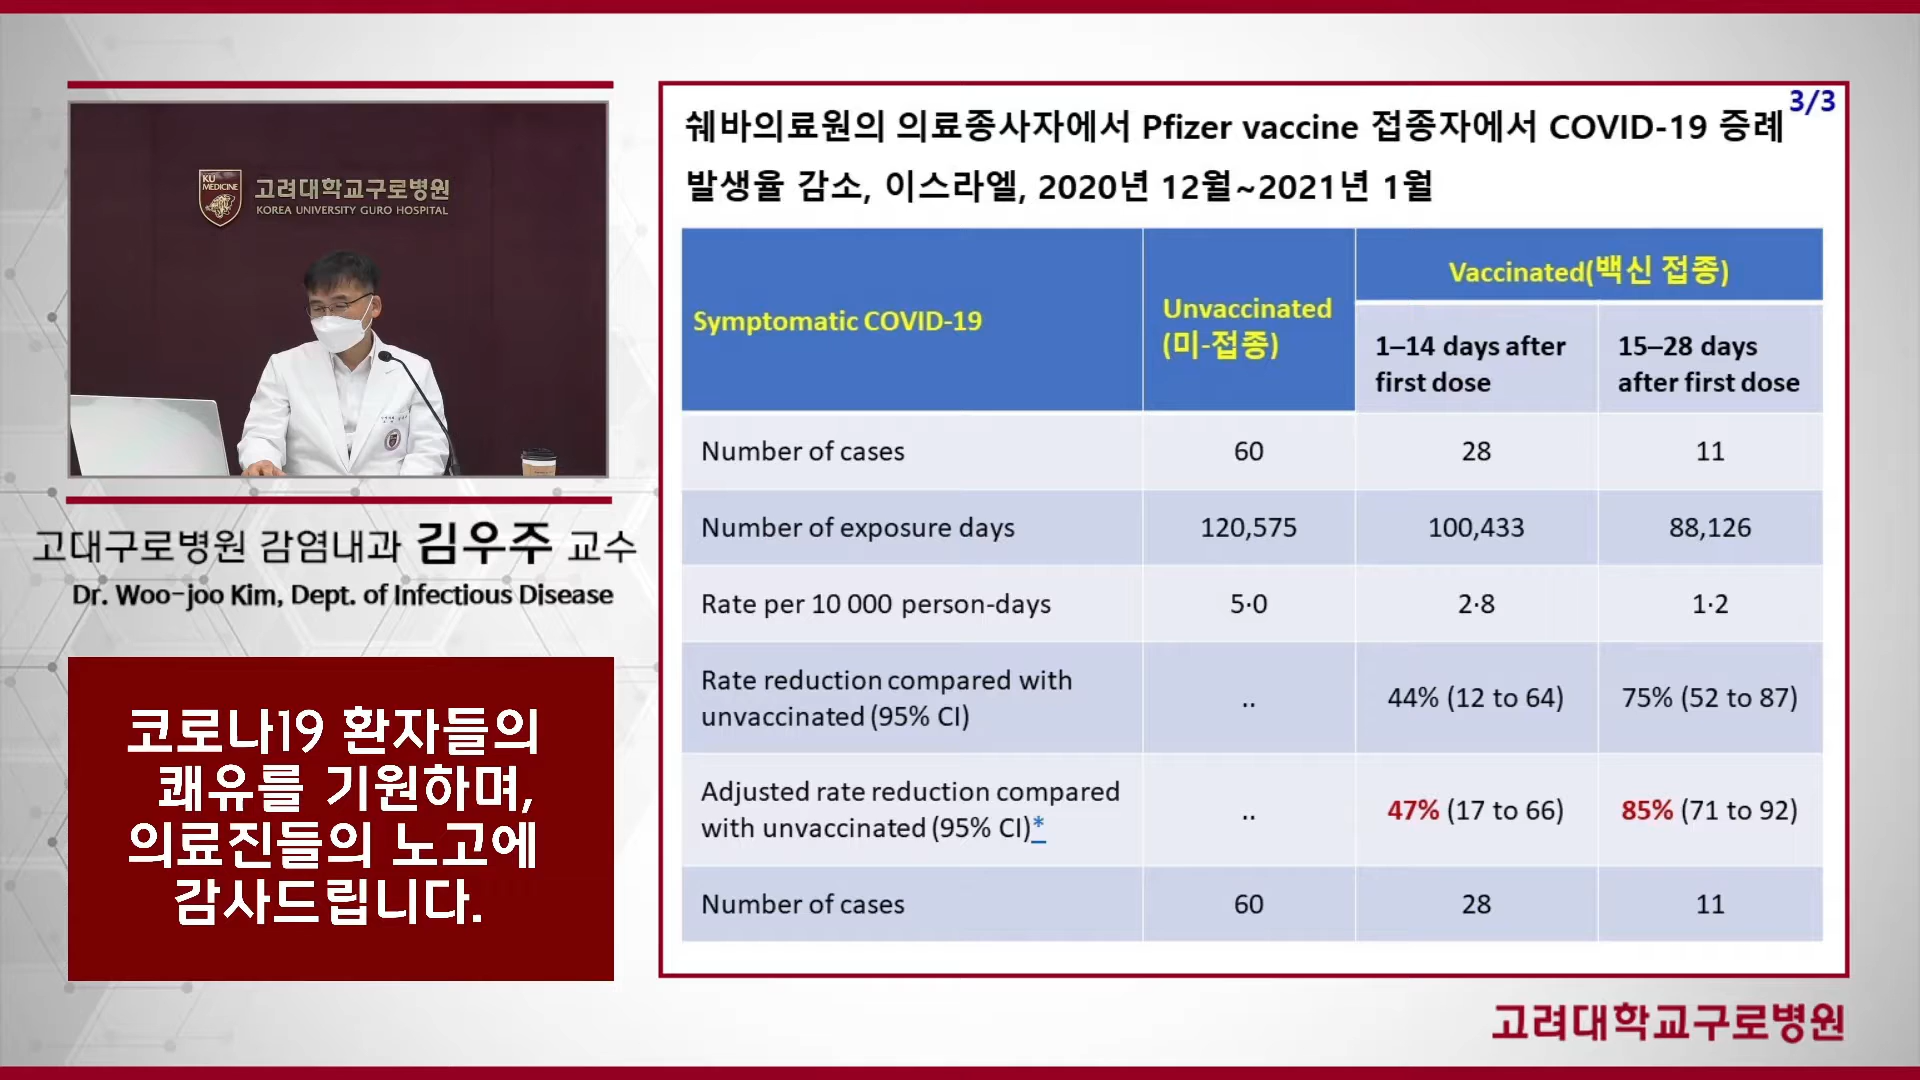 KU
MEDICINE
고려대학교구로병원
KOREA UNIVERSITY GURO HOSPITAL
고대구로병원 감염내과 김우주 교수
Dr. Woo-joo Kim, Dept. of Infectious Disease
코로나19 환자들의
쾌유를 기원하며,
의료진들의 노고에
감사드립니다.
3/3
쉐바의료원의 의료종사자에서 Pfizer vaccine 접종자에서 COVID-19 증례
발생율 감소, 이스라엘, 2020년 12월~2021년 1월
Symptomatic COVID-19
Unvaccinated
(미-접종)
Vaccinated(백신 접종)
1–14 days after
first dose
15–28 days
after first dose
Number of cases 60 28 11
Number of exposure days 120,575 100,433 88,126
Rate per 10 000 person-days 5·0 2·8 1·2
Rate reduction compared with
unvaccinated (95% CI) .. 44% (12 to 64) 75% (52 to 87)
Adjusted rate reduction compared
with unvaccinated (95% CI)* .. 47% (17 to 66) 85% (71 to 92)
Number of cases 60 28 11
고려대학교구로병원